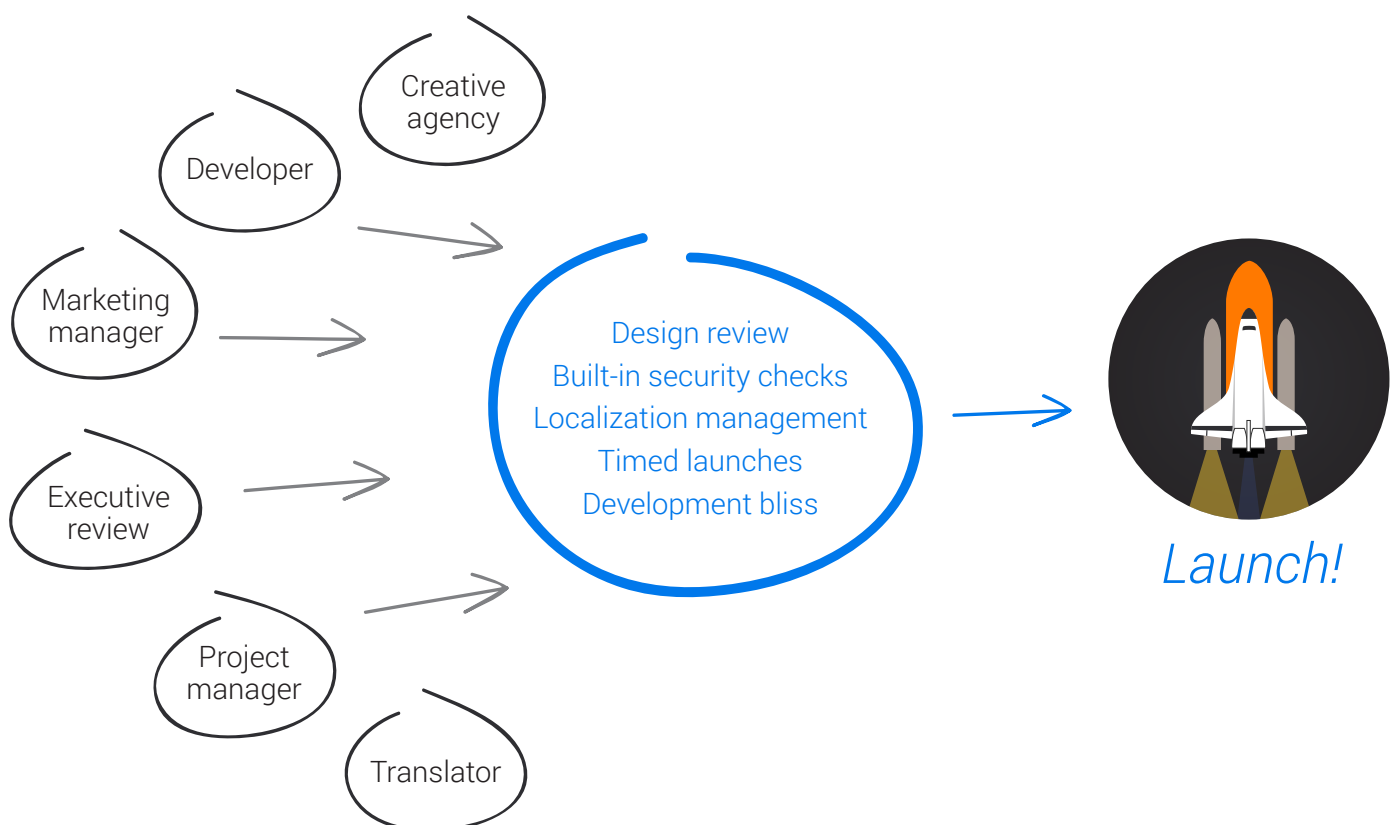 Creative
agency
Developer
Marketing
manager
Executive
review
Project
manager
Translator
Design review
Built-in security checks
Localization management
Timed launches
Development bliss
Launch!